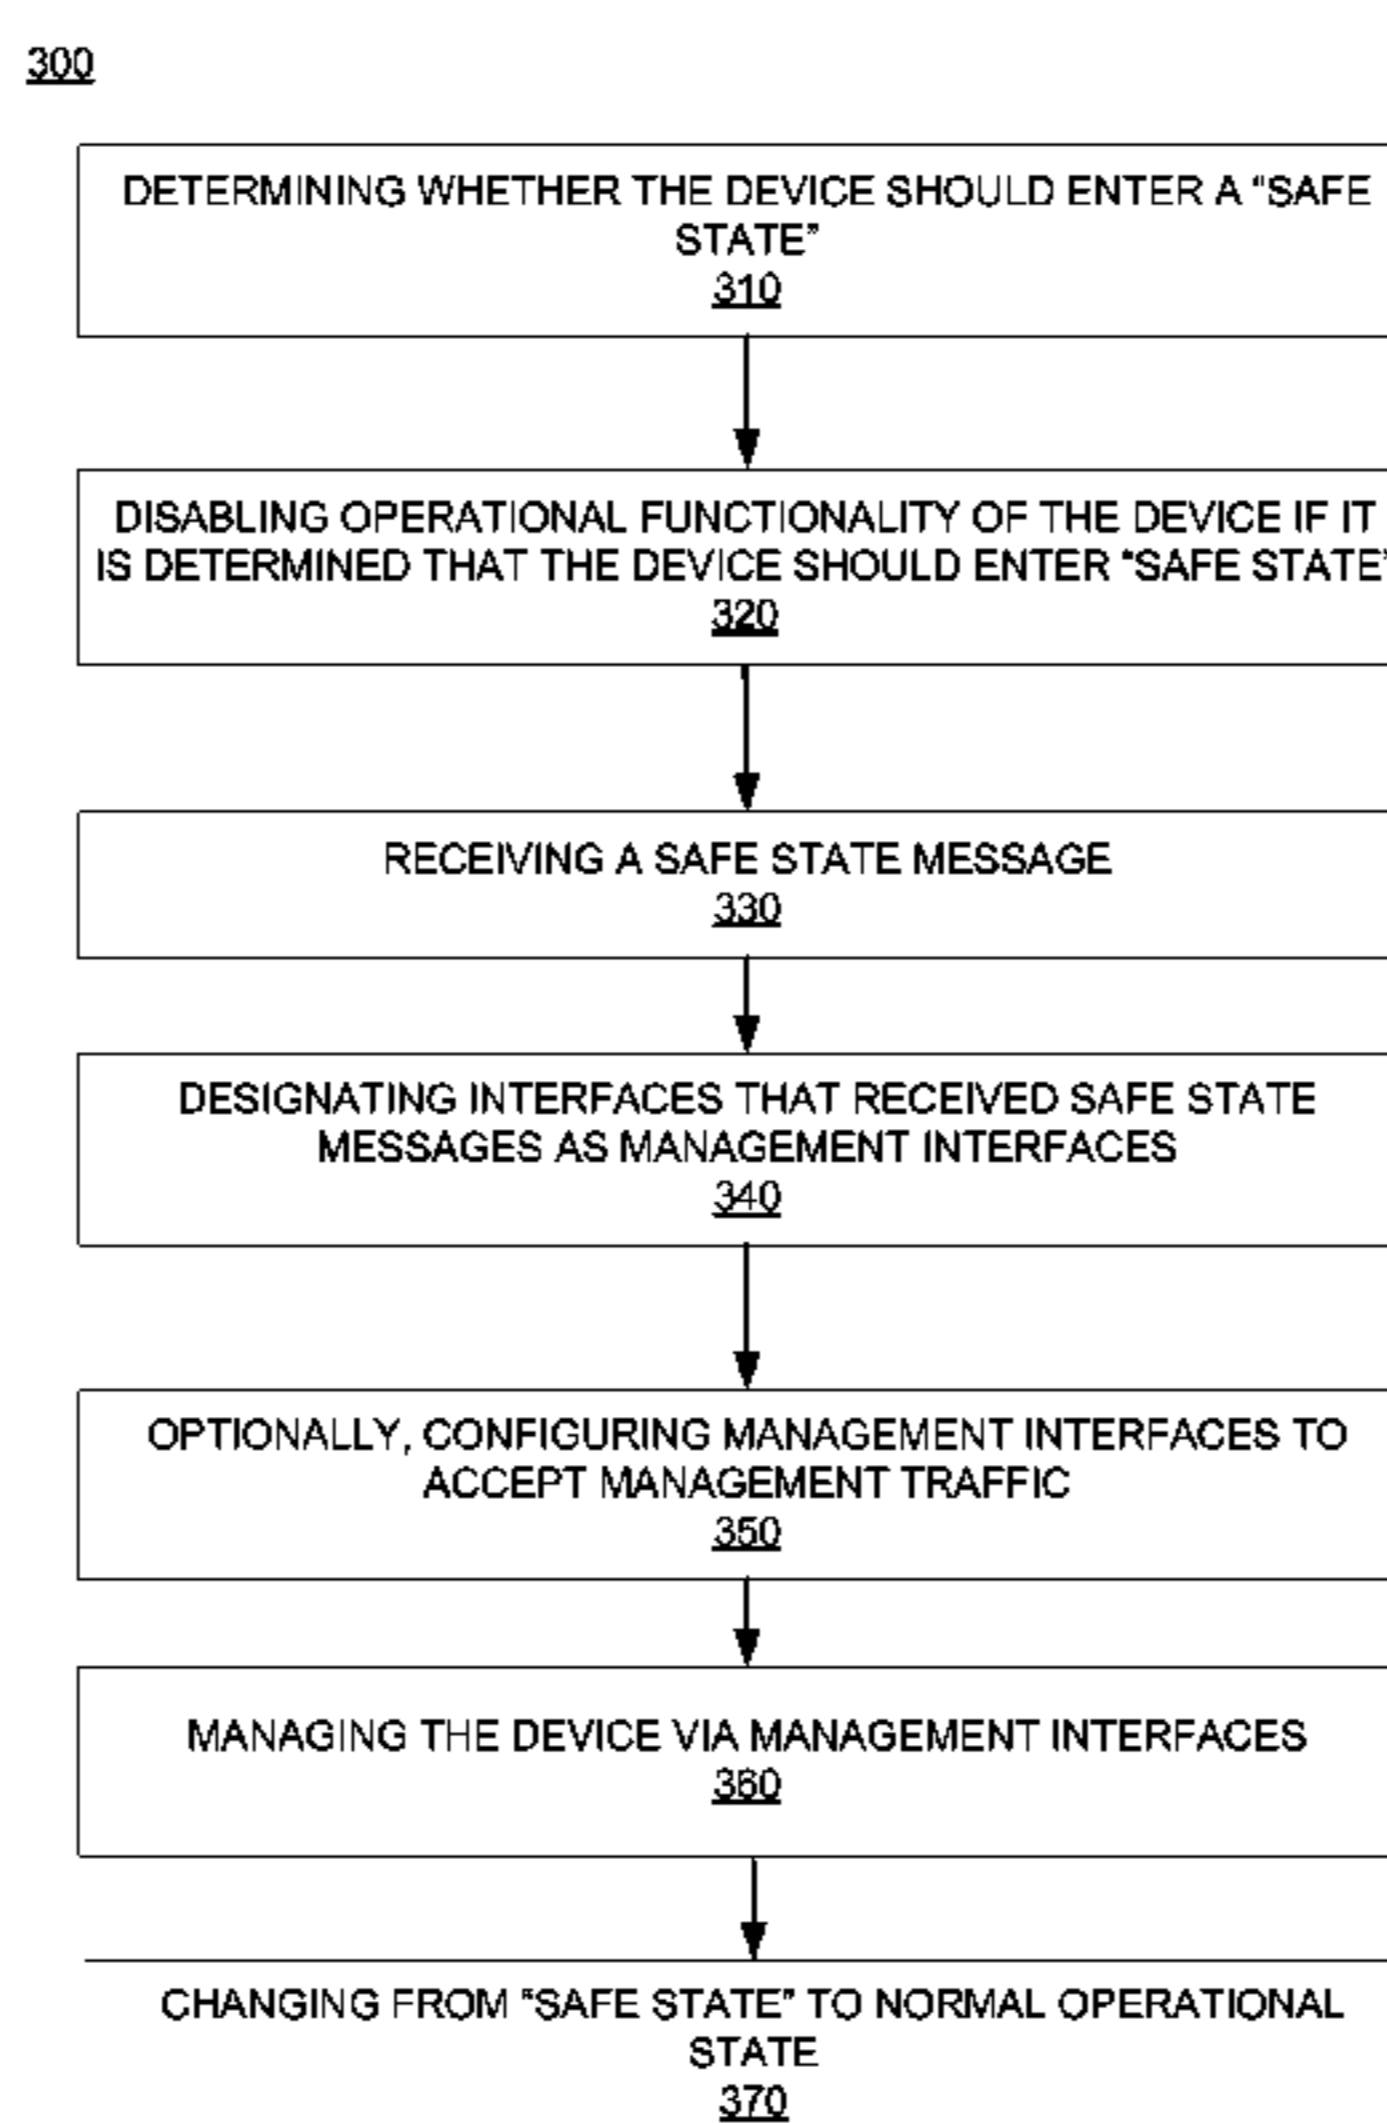 300
DETERMINING WHETHER THE DEVICE SHOULD ENTER A “SAFE
STATE”
310
DISABLING OPERATIONAL FUNCTIONALITY OF THE DEVICE IF IT
IS DETERMINED THAT THE DEVICE SHOULD ENTER “SAFE STATE”
320
RECEIVING A SAFE STATE MESSAGE
330
DESIGNATING INTERFACES THAT RECEIVED SAFE STATE
MESSAGES AS MANAGEMENT INTERFACES
340
OPTIONALLY, CONFIGURING MANAGEMENT INTERFACES TO
ACCEPT MANAGEMENT TRAFFIC
350
MANAGING THE DEVICE VIA MANAGEMENT INTERFACES
360
CHANGING FROM “SAFE STATE” TO NORMAL OPERATIONAL
STATE
370